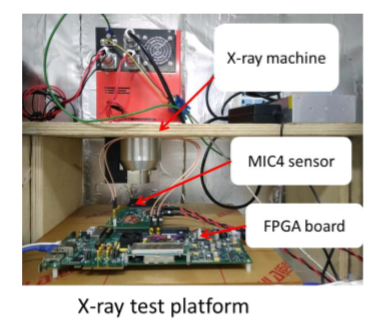 X-ray machine
MIC4 sensor
FPGA board
X-ray test platform